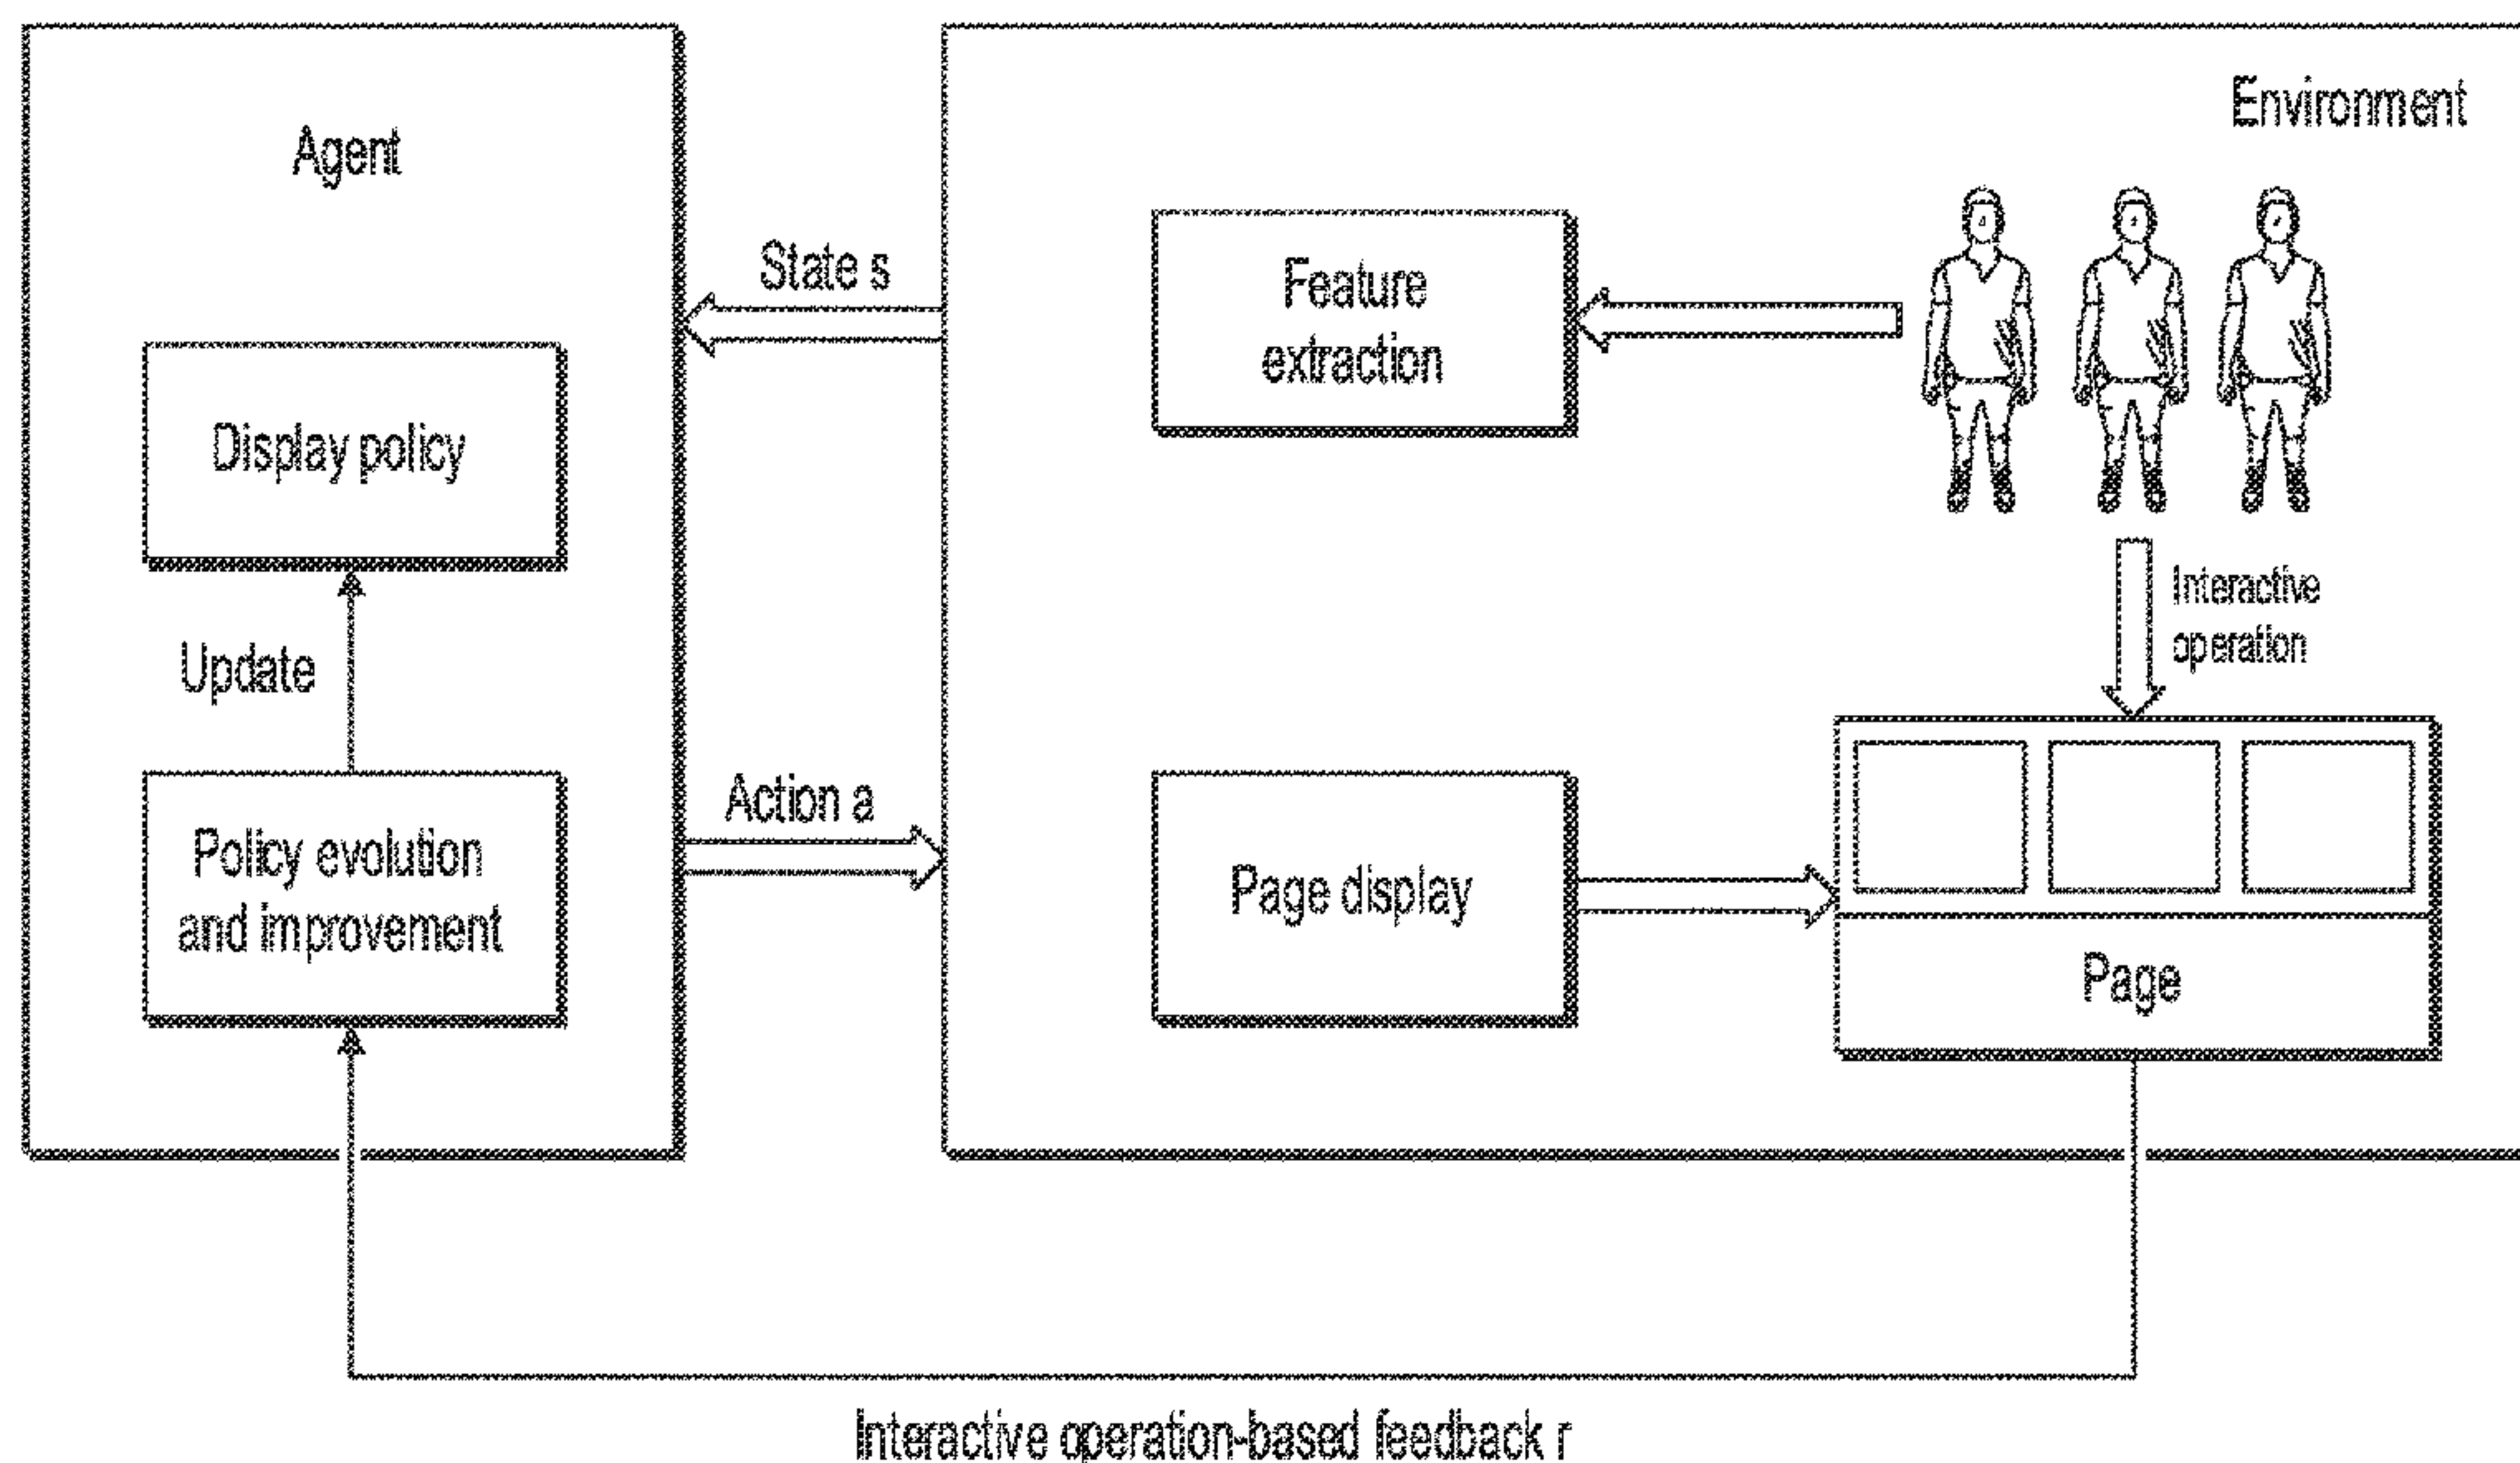 Agent
Environment
State s
Feature
extraction
Display policy
Interactive
operation
Update
Action a
Policy evolution
and improvement
Page display
Page
Interactive operation-based feedback r